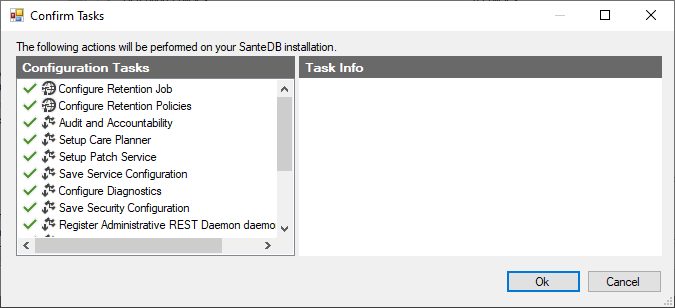 Confirm Tasks
The following actions will be performed on your SanteDB installation.
Configuration Tasks
Task Info
Configure Retention Job
Configure Retention Policies
Audit and Accountability
Setup Care Planner
Setup Patch Service
Save Service Configuration
Configure Diagnostics
Save Security Configuration
Register Administrative REST Daemon daemo
Ok
Cancel